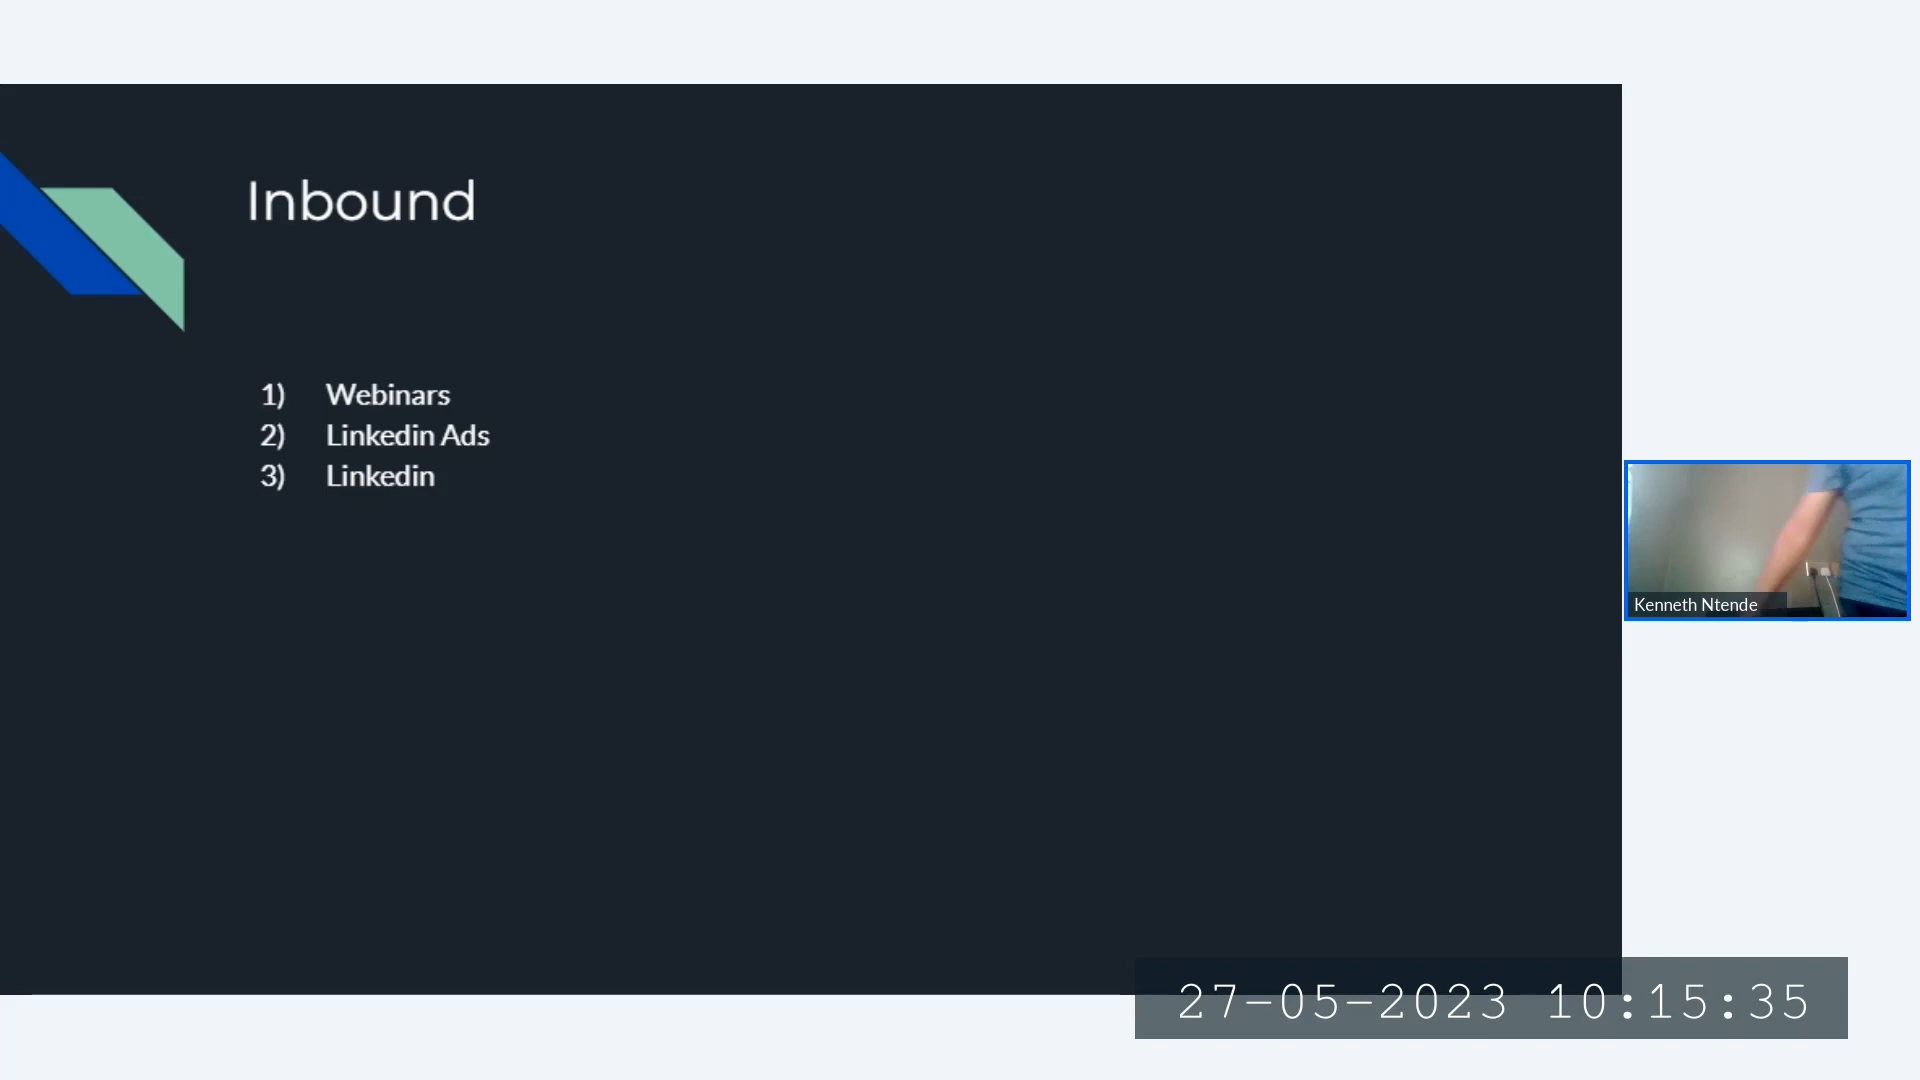 Inbound
1) Webinars
2) Linkedin Ads
3) Linkedin
Kenneth Ntende
27-05-2023 10:15:35